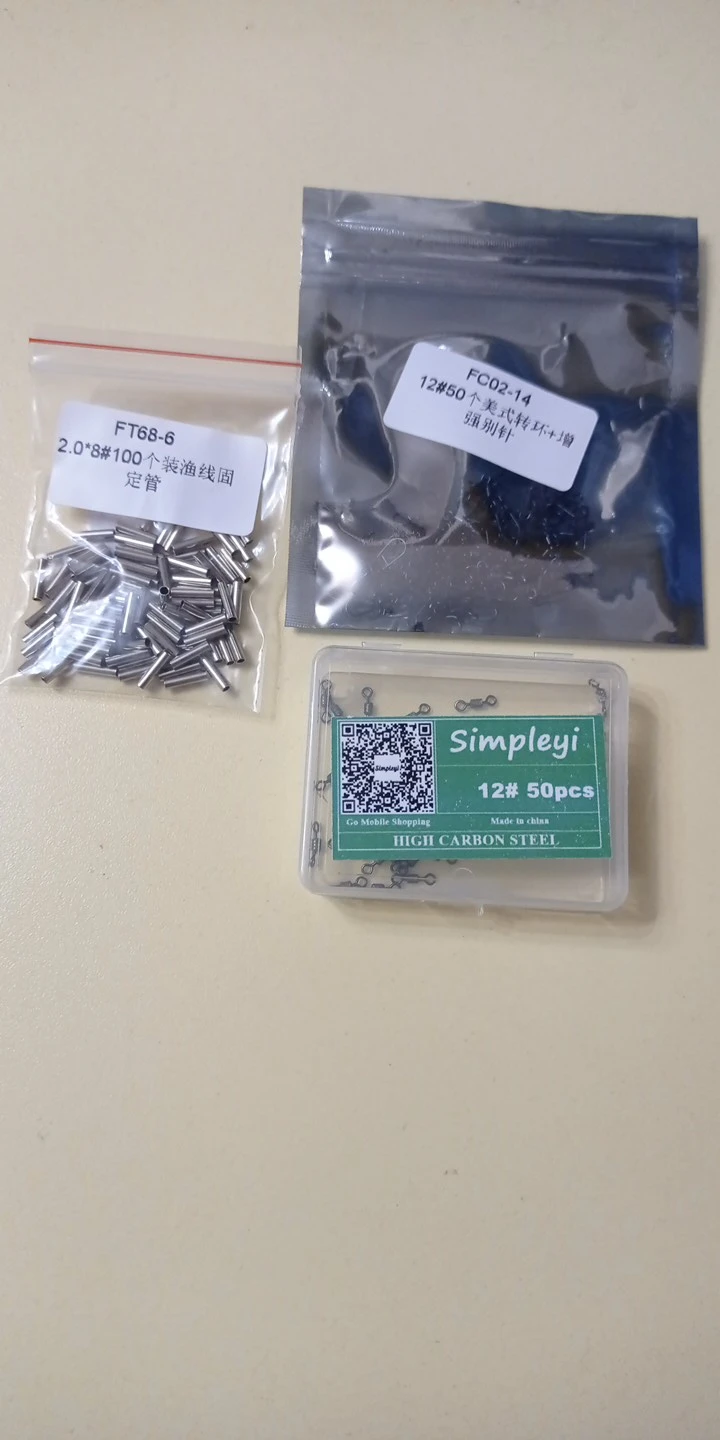 FC02-14
12#50个美式转环+增
强别针
FT68-6
2.0*8#100个装渔线固
定管
Simpleyi
Simpleyi
12# 50pcs
Go Mobile Shopping
Made in china
HIGH CARBON STEEL